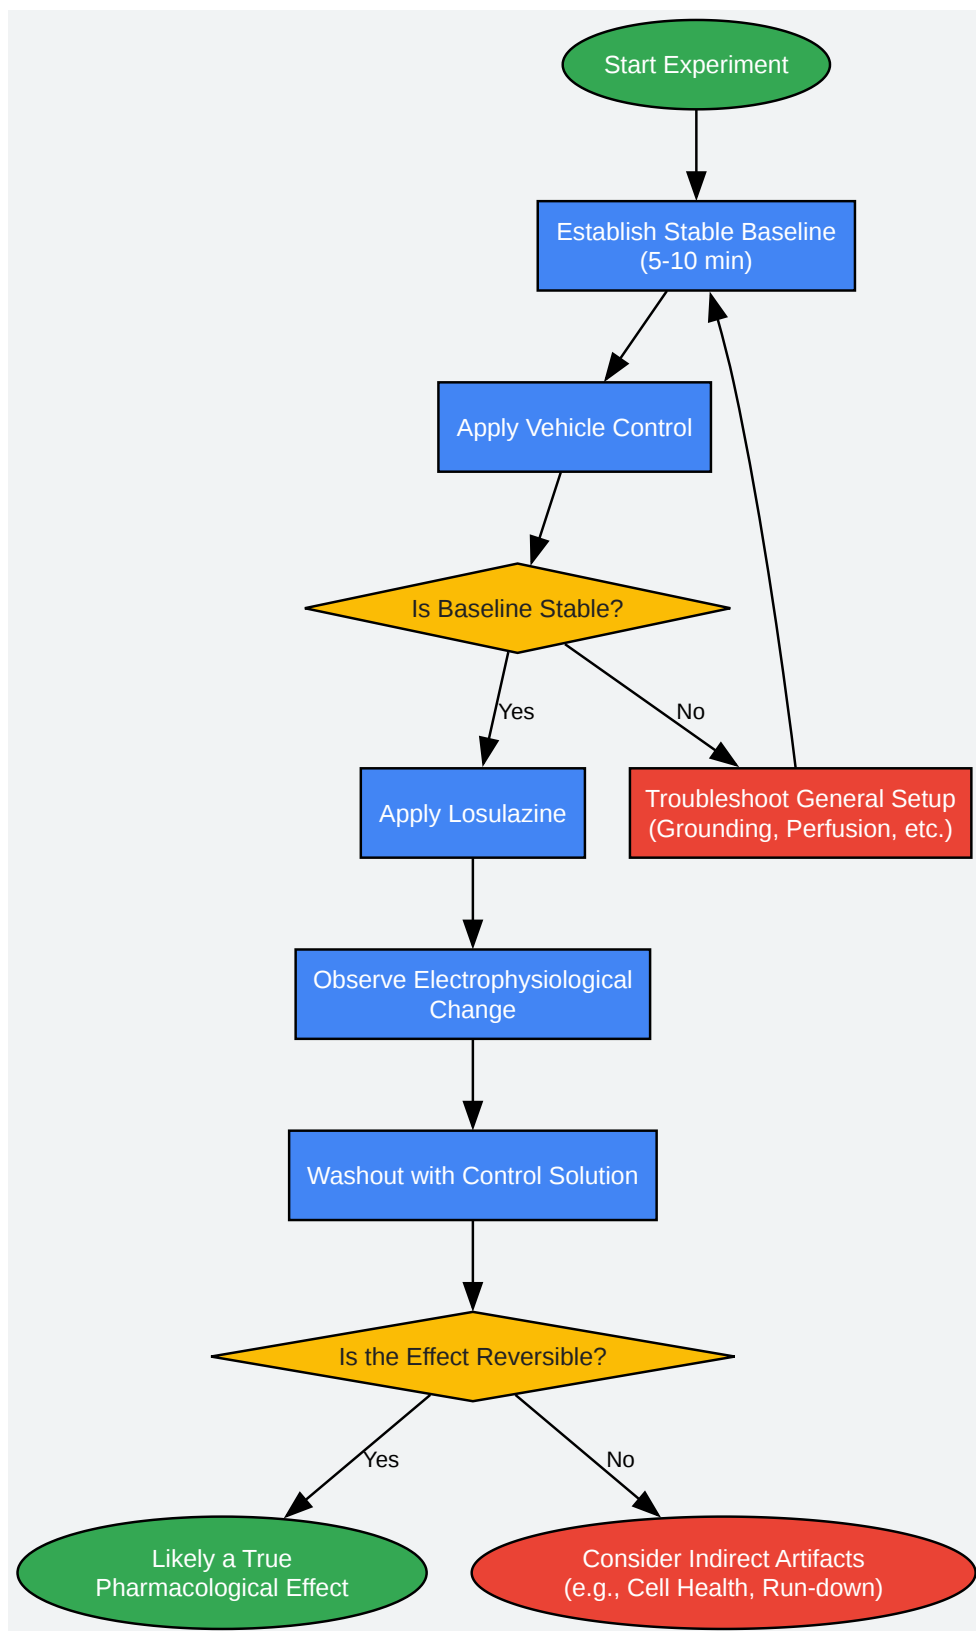 Start Experiment
Establish Stable Baseline
(5-10 min)
Apply Vehicle Control
Is Baseline Stable?
Yes
No
Apply Losulazine
Troubleshoot General Setup
(Grounding, Perfusion, etc.)
Observe Electrophysiological
Change
Washout with Control Solution
Is the Effect Reversible?
Yes
No
Likely a True
Pharmacological Effect
Consider Indirect Artifacts
(e.g., Cell Health, Run-down)